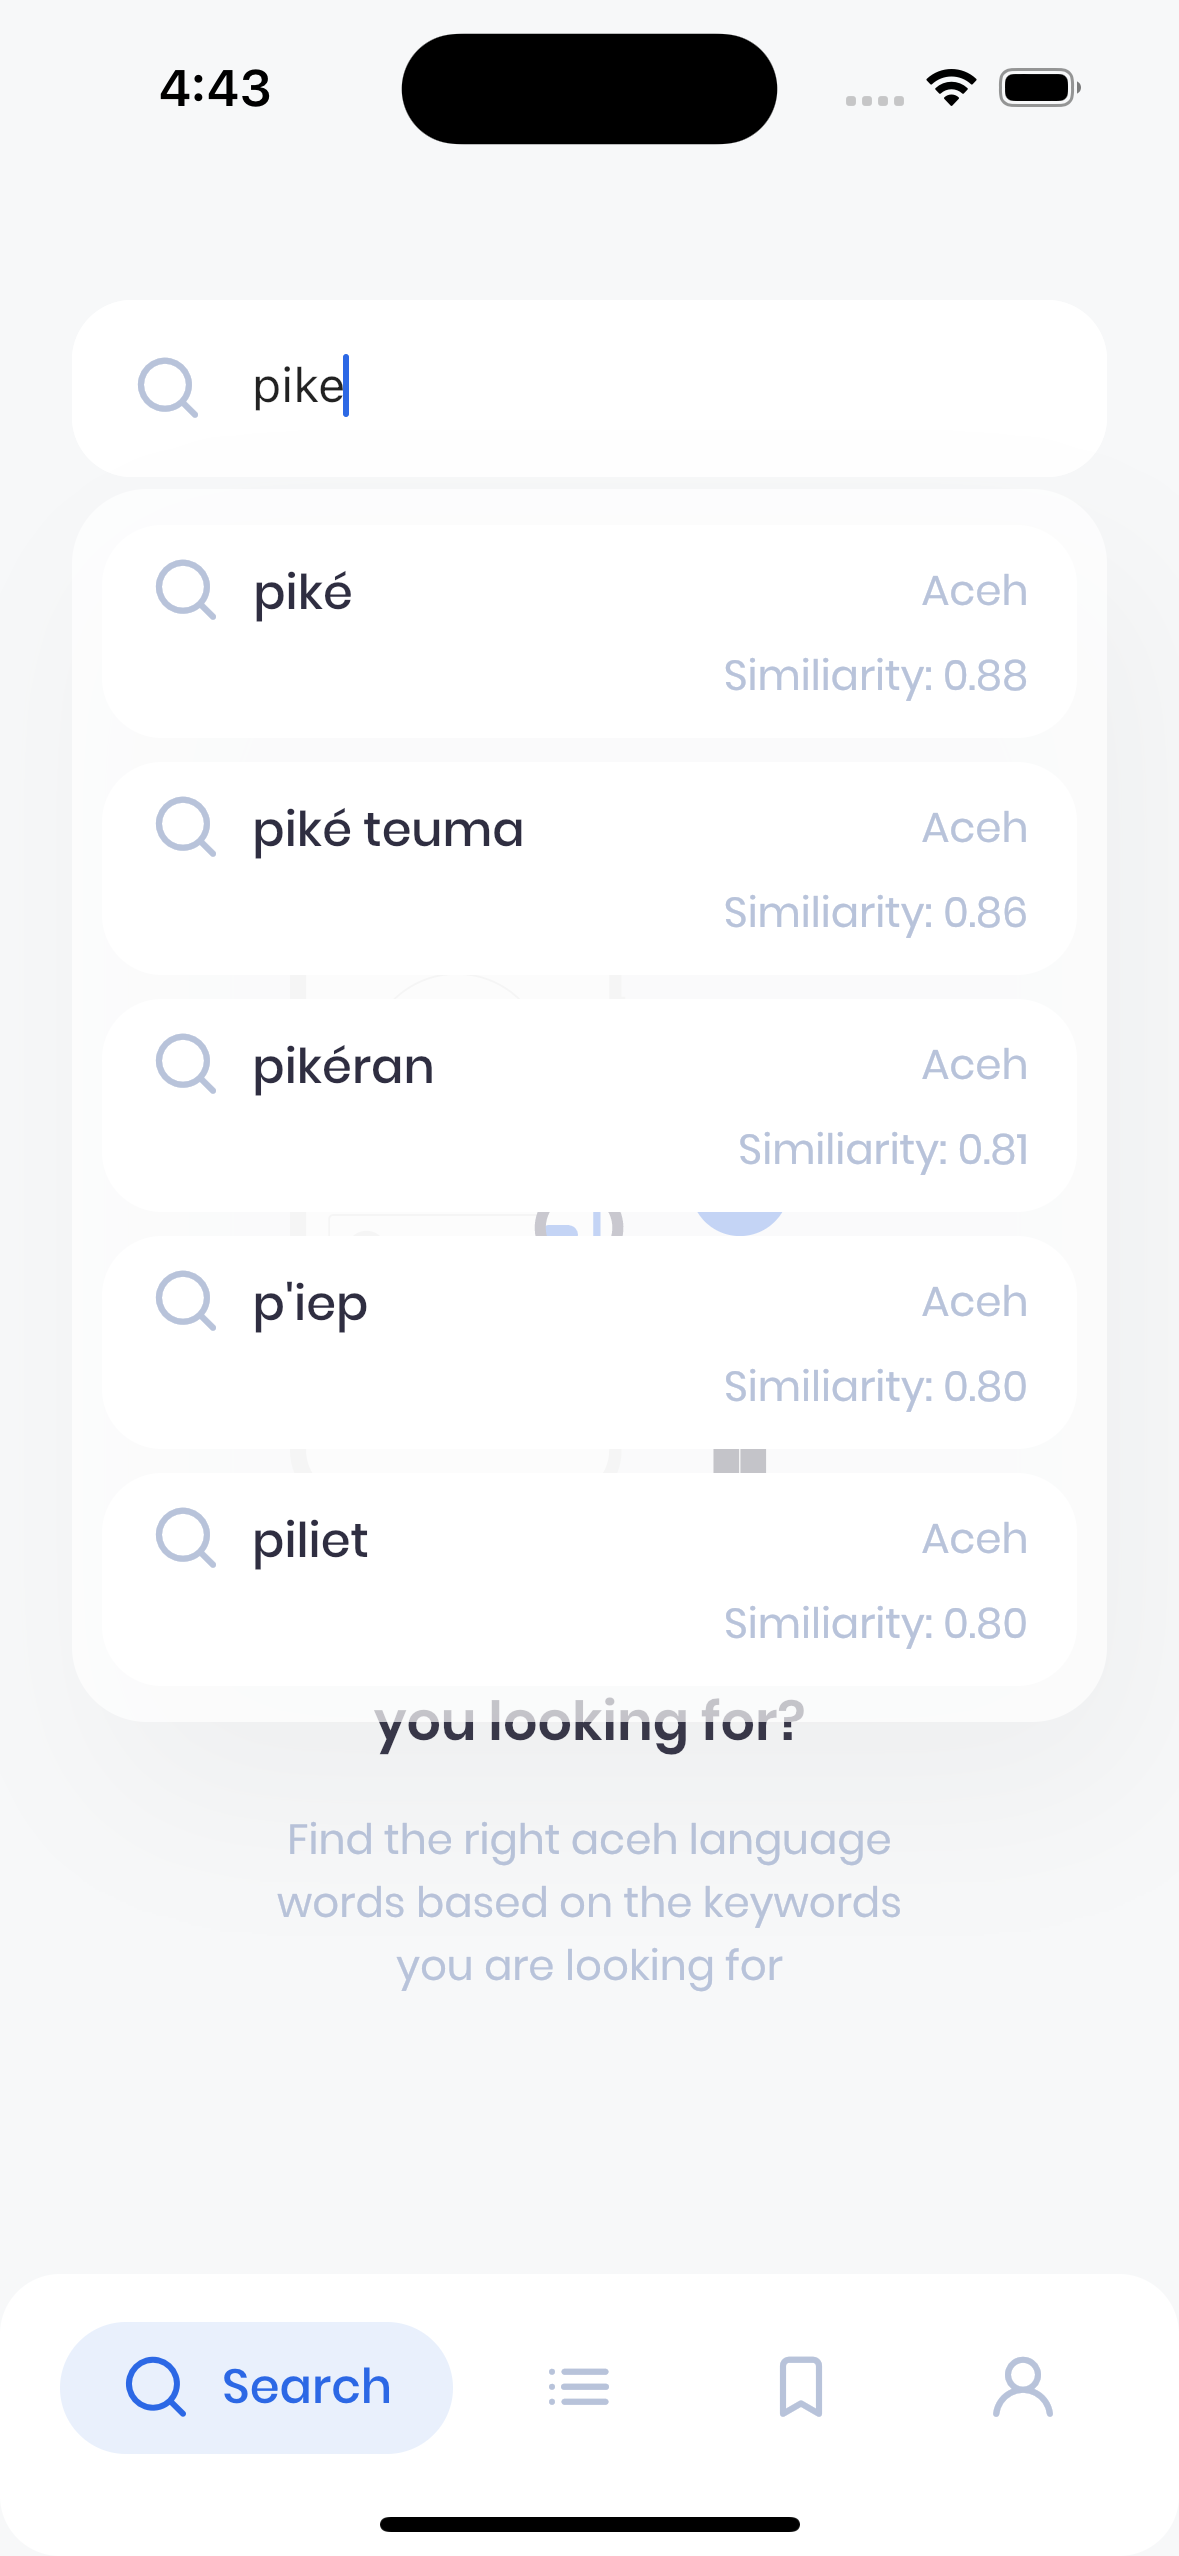 4:43
pike
piké
Aceh
Similiarity: 0.88
piké teuma
Aceh
Similiarity: 0.86
pikéran
Aceh
Similiarity: 0.81
p'iep
Aceh
Similiarity: 0.80
piliet
Aceh
Similiarity: 0.80
you looking for?
Find the right aceh language
words based on the keywords
you are looking for
Search